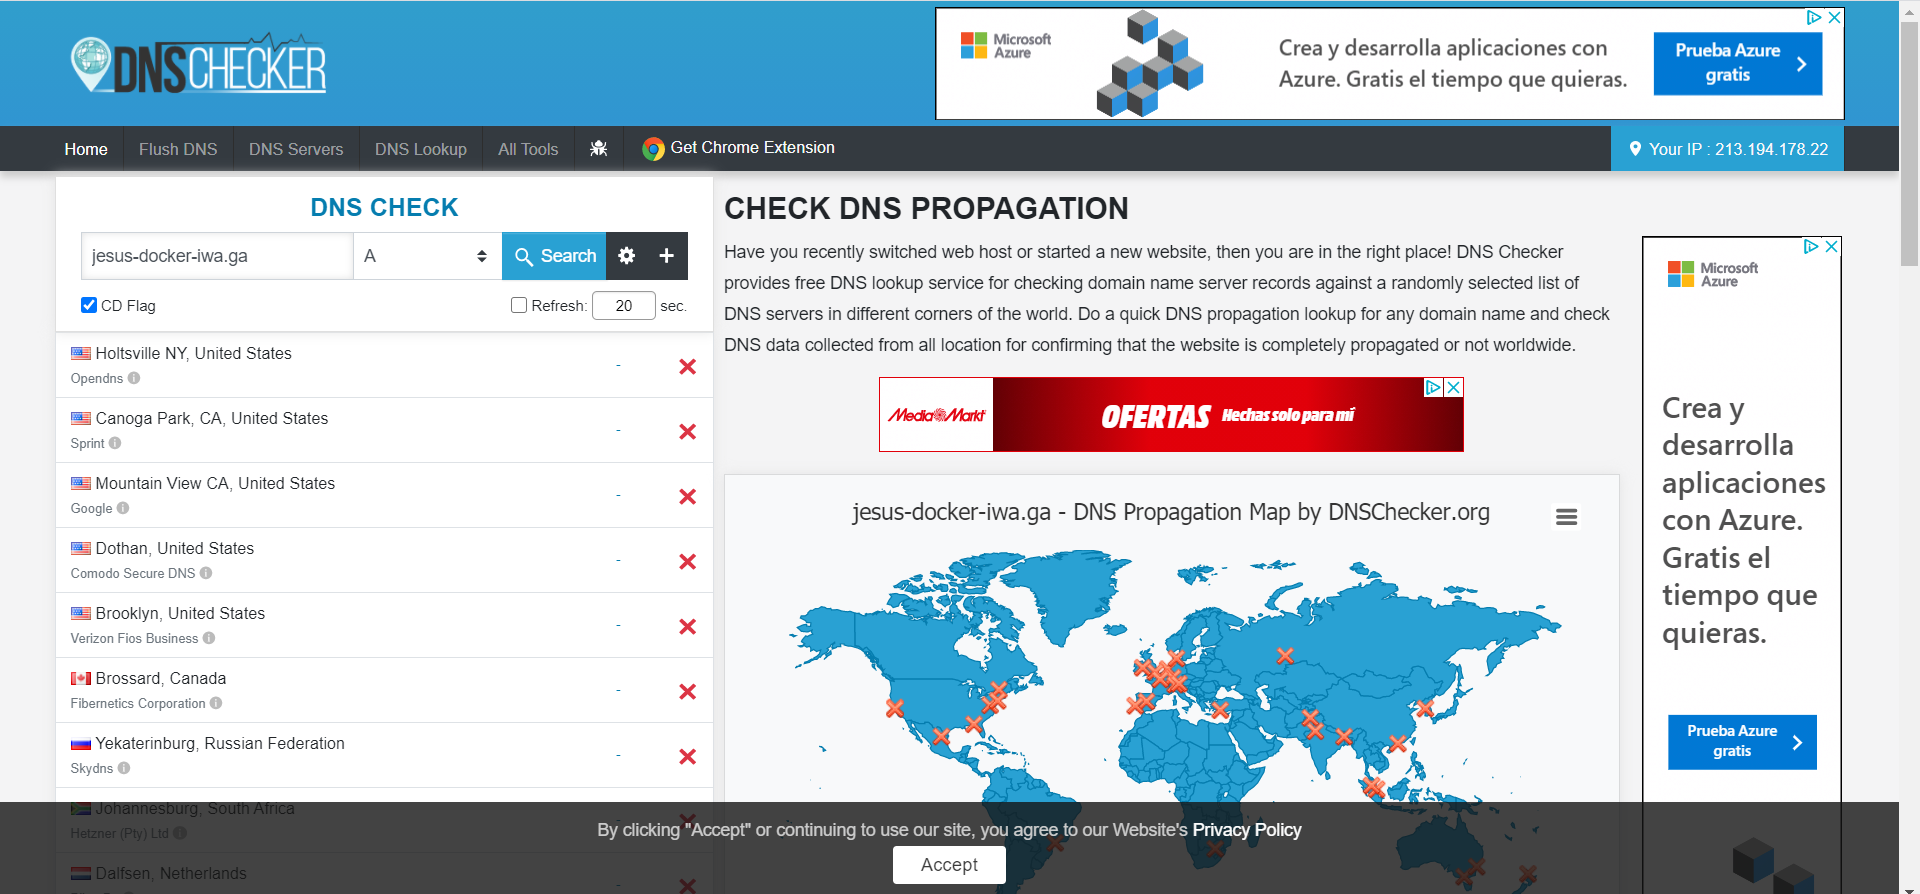 DNSCHECKER
Microsoft
Azure
Crea y desarrolla aplicaciones con
Azure. Gratis el tiempo que quieras.
Prueba Azure
gratis
Home
Flush DNS
DNS Servers
DNS Lookup
All Tools
Get Chrome Extension
Your IP : 213.194.178.22
DNS CHECK
jesus-docker-iwa.ga
A
Search
CD Flag
Refresh: 20 sec.
Holtsville NY, United States
Opendns
-
Canoga Park, CA, United States
Sprint
-
Mountain View CA, United States
Google
-
Dothan, United States
Comodo Secure DNS
-
Brooklyn, United States
Verizon Fios Business
-
Brossard, Canada
Fibernetics Corporation
-
Yekaterinburg, Russian Federation
Skydns
-
Johannesburg, South Africa
Hetzner (Pty) Ltd
Dalfsen, Netherlands
CHECK DNS PROPAGATION
Have you recently switched web host or started a new website, then you are in the right place! DNS Checker
provides free DNS lookup service for checking domain name server records against a randomly selected list of
DNS servers in different corners of the world. Do a quick DNS propagation lookup for any domain name and check
DNS data collected from all location for confirming that the website is completely propagated or not worldwide.
Media Markt
OFERTAS Hechas solo para mí
jesus-docker-iwa.ga - DNS Propagation Map by DNSChecker.org
Microsoft
Azure
Crea y
desarrolla
aplicaciones
con Azure.
Gratis el
tiempo que
quieras.
Prueba Azure
gratis
By clicking "Accept" or continuing to use our site, you agree to our Website's Privacy Policy
Accept